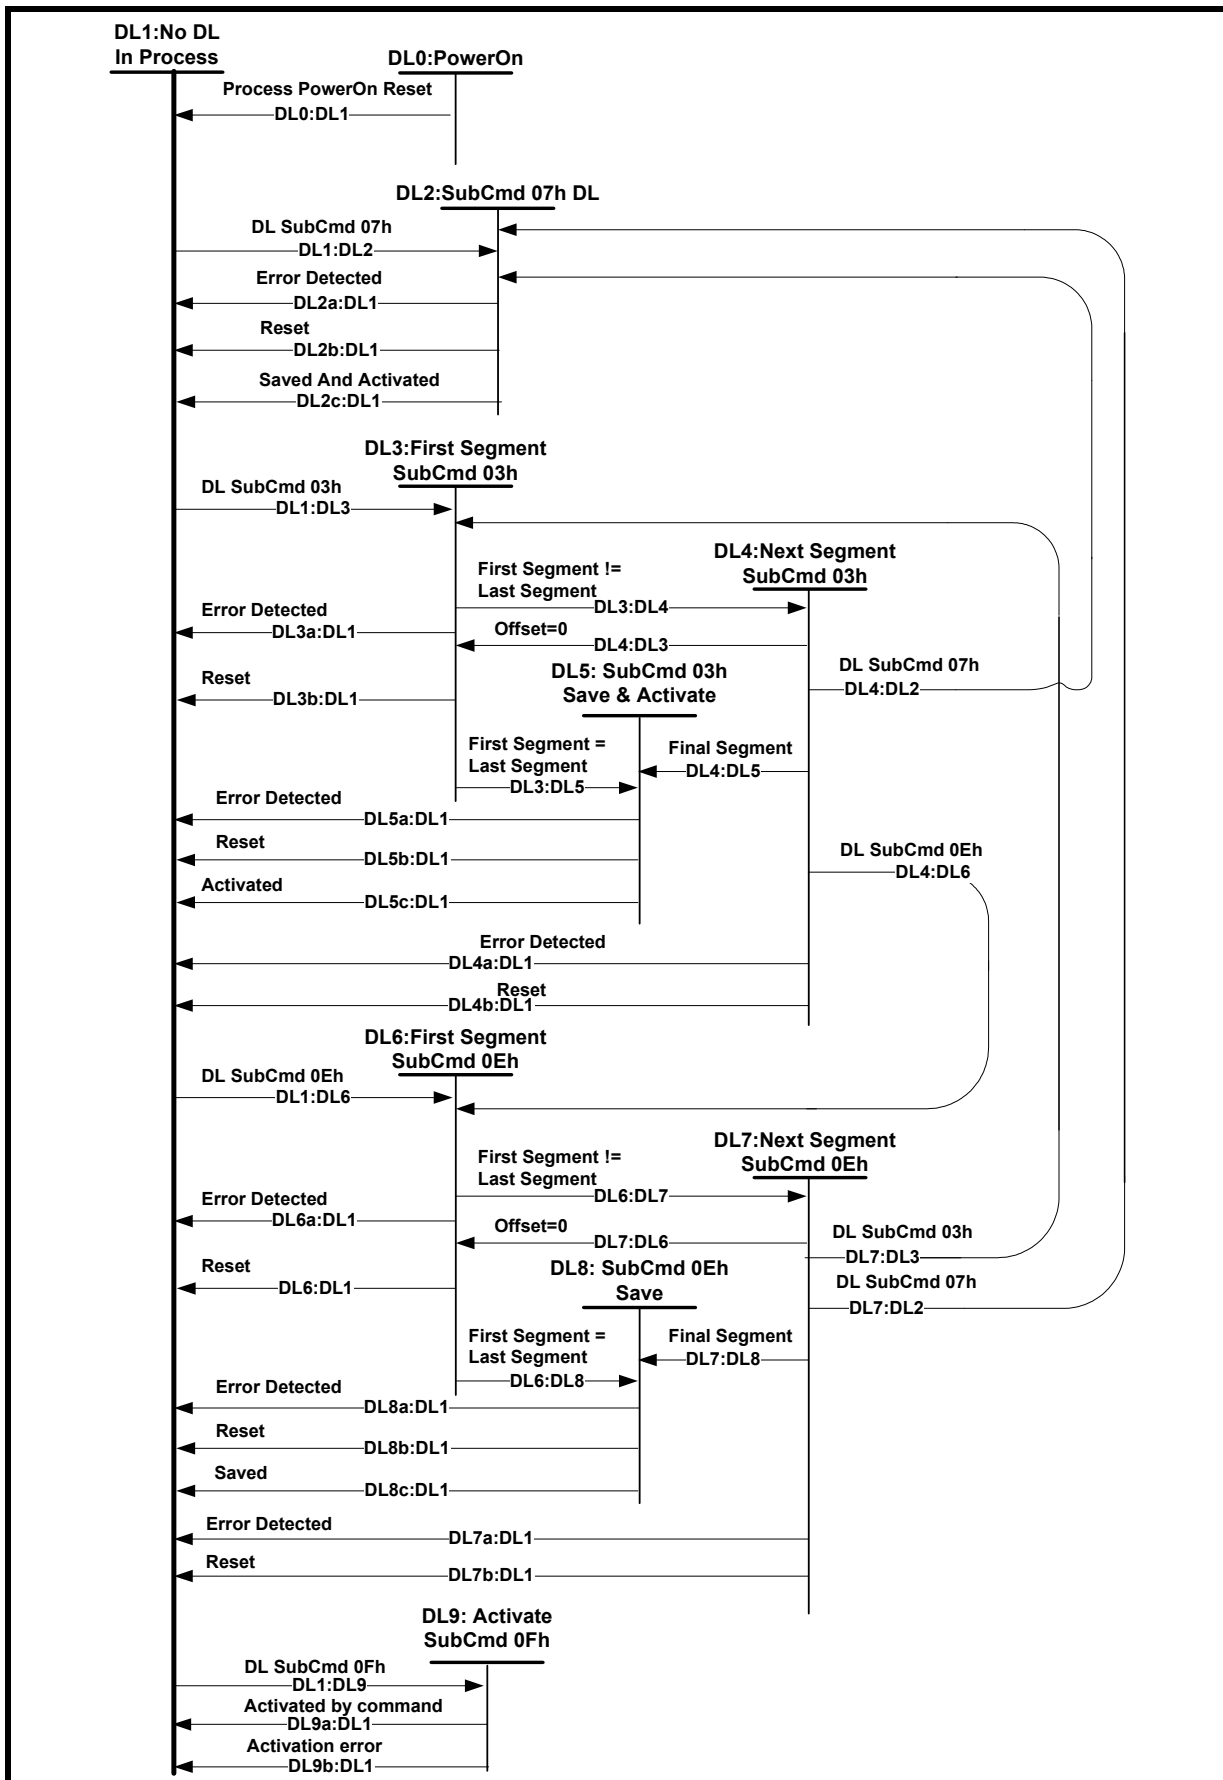 DL1:No DL
In Process
DL0:PowerOn
Process PowerOn Reset
DL0:DL1
DL2:SubCmd 07h DL
DL SubCmd 07h
DL1:DL2
Error Detected
DL2a:DL1
Reset
DL2b:DL1
Saved And Activated
DL2c:DL1
DL3:First Segment
SubCmd 03h
DL SubCmd 03h
DL1:DL3
DL4:Next Segment
SubCmd 03h
First Segment !=
Last Segment
DL3:DL4
Error Detected
DL3a:DL1
Offset=0
DL4:DL3
DL SubCmd 07h
DL4:DL2
Reset
DL3b:DL1
DL5: SubCmd 03h
Save & Activate
First Segment =
Last Segment
DL3:DL5
Final Segment
DL4:DL5
Error Detected
DL5a:DL1
Reset
DL5b:DL1
DL SubCmd 0Eh
DL4:DL6
Activated
DL5c:DL1
Error Detected
DL4a:DL1
Reset
DL4b:DL1
DL6:First Segment
SubCmd 0Eh
DL SubCmd 0Eh
DL1:DL6
DL7:Next Segment
SubCmd 0Eh
First Segment !=
Last Segment
DL6:DL7
Error Detected
DL6a:DL1
Offset=0
DL7:DL6
DL SubCmd 03h
DL7:DL3
Reset
DL6:DL1
DL8: SubCmd 0Eh
Save
DL SubCmd 07h
DL7:DL2
First Segment =
Last Segment
DL6:DL8
Final Segment
DL7:DL8
Error Detected
DL8a:DL1
Reset
DL8b:DL1
Saved
DL8c:DL1
Error Detected
DL7a:DL1
Reset
DL7b:DL1
DL9: Activate
SubCmd 0Fh
DL SubCmd 0Fh
DL1:DL9
Activated by command
DL9a:DL1
Activation error
DL9b:DL1